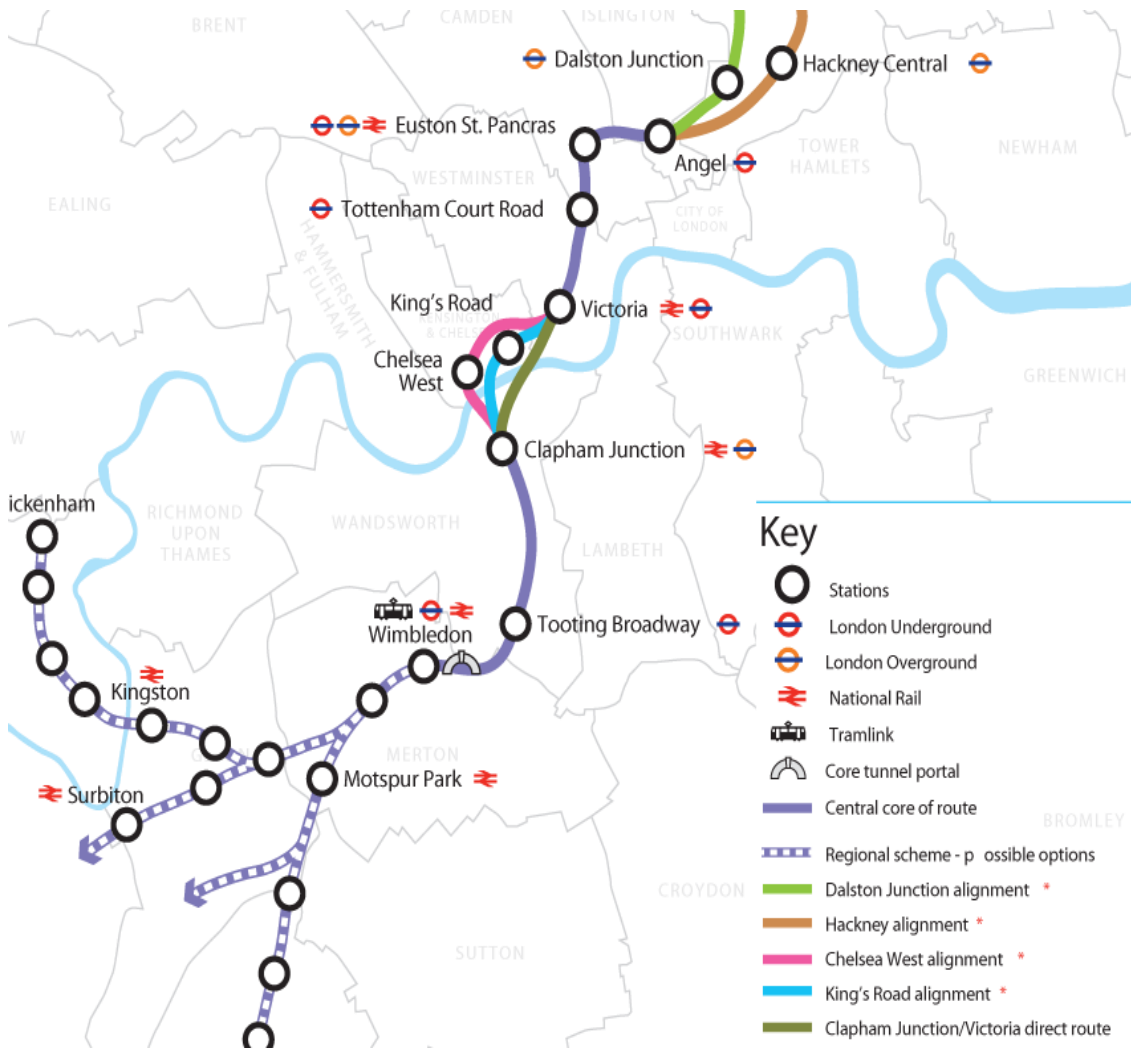 BRENT
CAMDEN
ISLINGTON
Dalston Junction
Hackney Central
Euston St. Pancras
Angel
TOWER
HAMLETS
NEWHAM
WESTMINSTER
EALING
Tottenham Court Road
CITY OF
LONDON
HAMMERSMITH
& FULHAM
King's Road
KENSINGTON
& CHELSE
Victoria
SOUTHWARK
Chelsea
West
GREENWICH
W
Clapham Junction
ickenham
RICHMOND
UPON
THAMES
WANDSWORTH
LAMBETH
Wimbledon
Tooting Broadway
Kingston
MERTON
Motspur Park
Surbiton
CROYDON
SUTTON
BROMLEY
Key
Stations
London Underground
London Overground
National Rail
Tramlink
Core tunnel portal
Central core of route
Regional scheme - p ossible options
Dalston Junction alignment *
Hackney alignment *
Chelsea West alignment *
King's Road alignment *
Clapham Junction/Victoria direct route